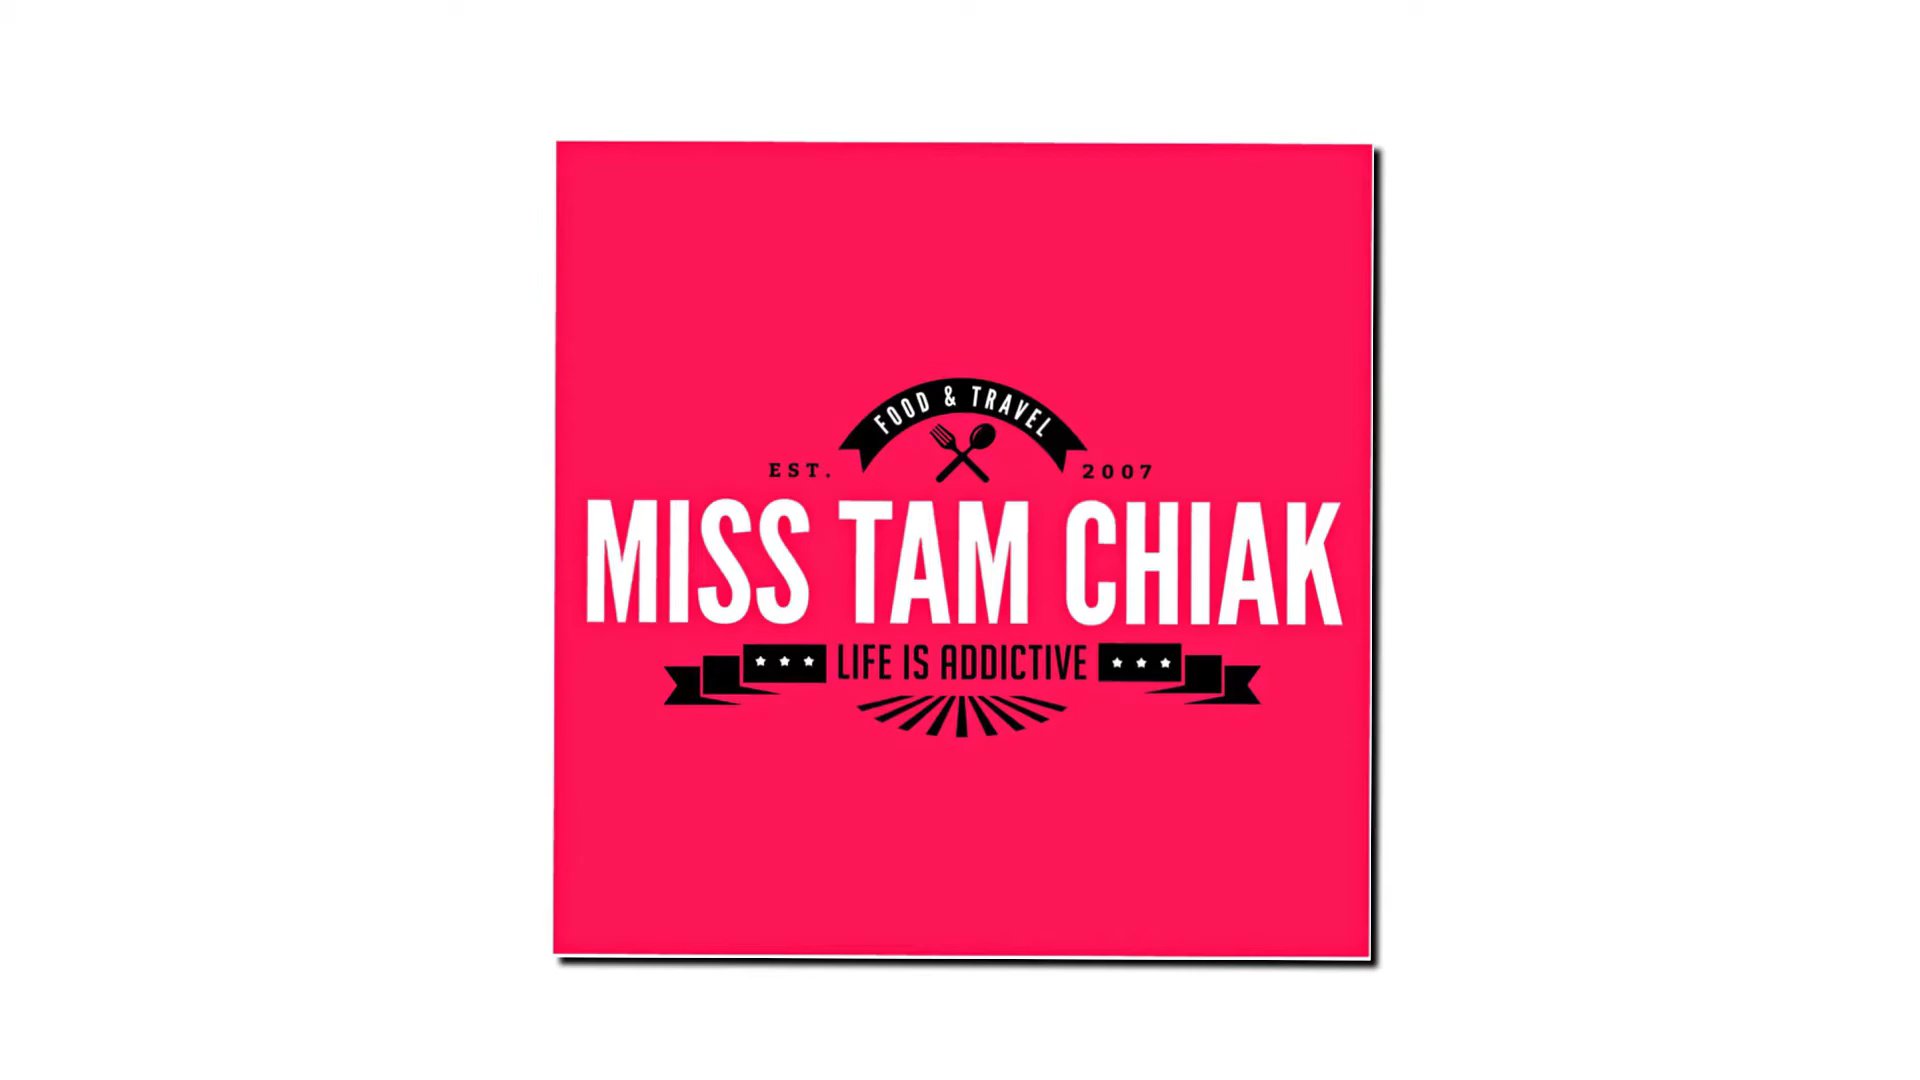 FOOD & TRAVEL
EST. 2007
MISS TAM CHIAK
LIFE IS ADDICTIVE